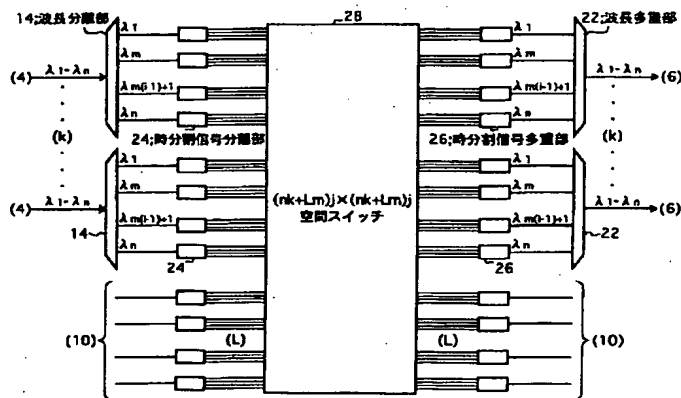 14;波長分離部
28
22;波長多重部
λ1
λ1
λm
λm
(4)
λ1-λn
λ1-λn
(6)
λm(i-1)+1
λm(i-1)+1
λn
λn
(k)
24;時分割信号分離部
26;時分割信号多重部
(k)
λ1
λ1
λm
(nk+Lm)j×(nk+Lm)j
λm
空間スイッチ
(4)
λ1-λn
λ1-λn
(6)
λm(i-1)+1
λm(i-1)+1
14
λn
λn
22
24
26
(10)
(L)
(L)
(10)